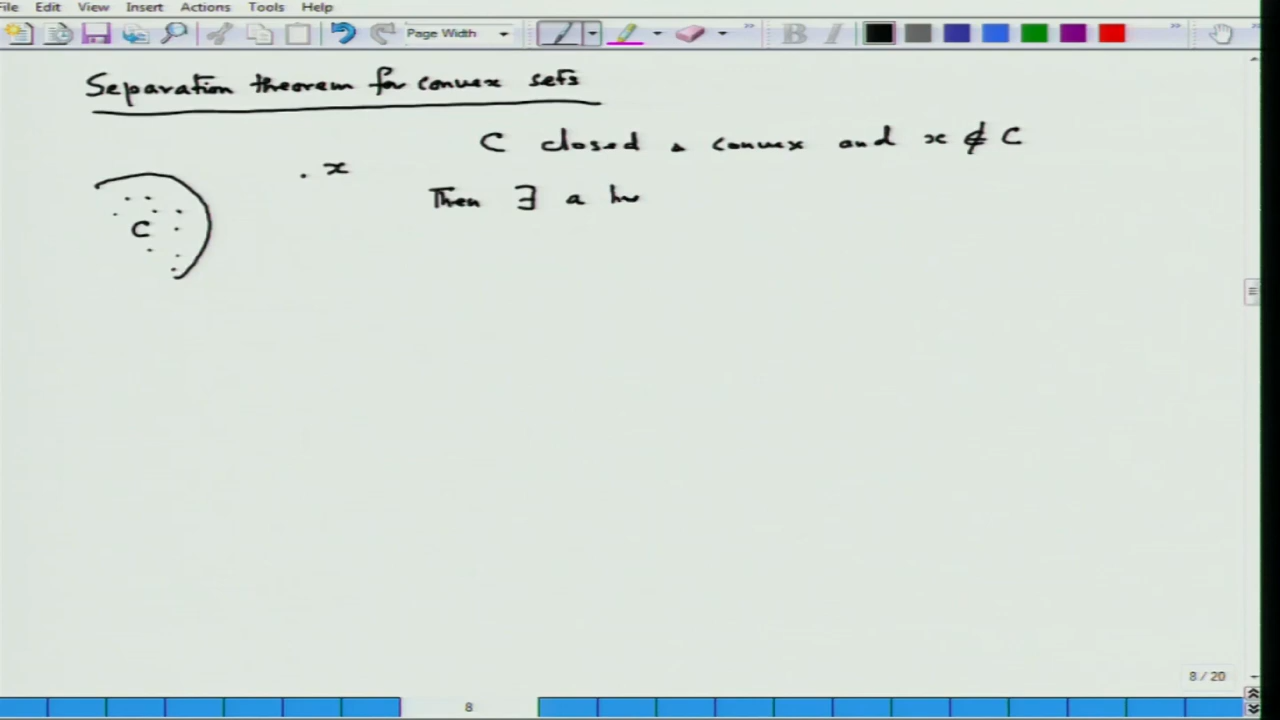 File Edit View Insert Actions Tools Help
Page Width
Separation theorem for convex sets
C closed & convex and x ∉ C
. x
Then ∃ a
C
8 / 20
8